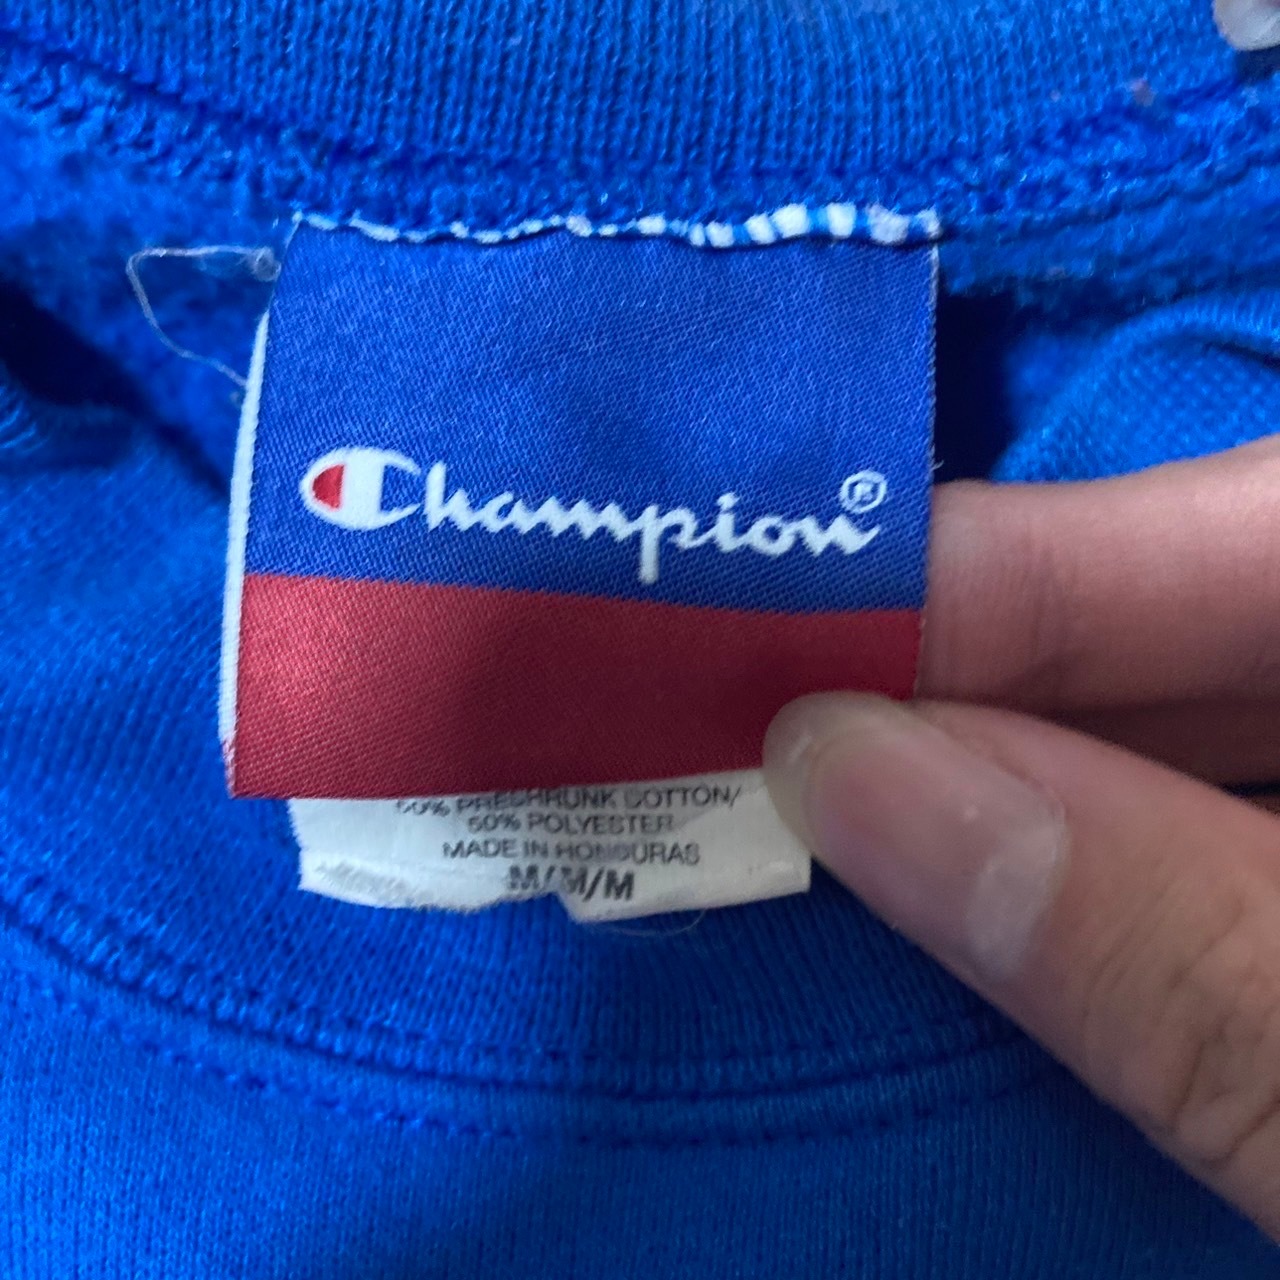 Champion®
50% PRESHRUNK COTTON/
50% POLYESTER
MADE IN HONDURAS
M/M/M